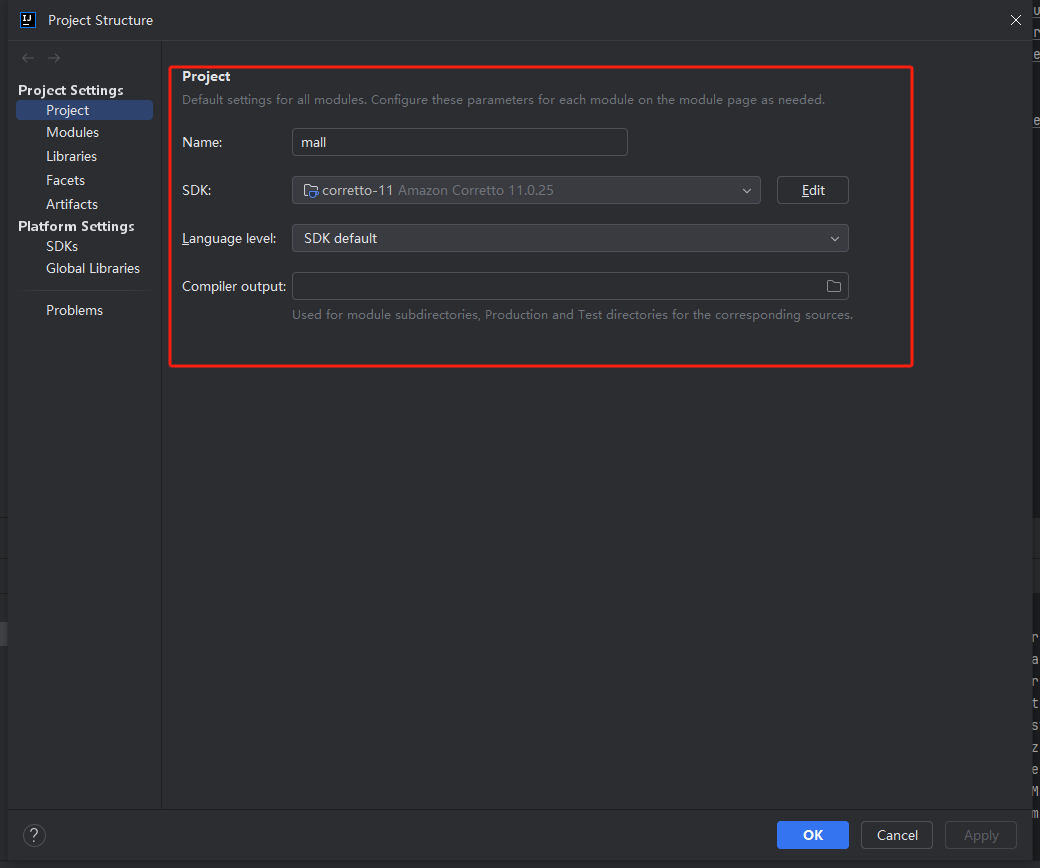 Project Structure
Project Settings
Project
Modules
Libraries
Facets
Artifacts
Platform Settings
SDKs
Global Libraries
Problems
Project
Default settings for all modules. Configure these parameters for each module on the module page as needed.
Name: mall
SDK: corretto-11 Amazon Corretto 11.0.25 Edit
Language level: SDK default
Compiler output:
Used for module subdirectories, Production and Test directories for the corresponding sources.
? OK Cancel Apply